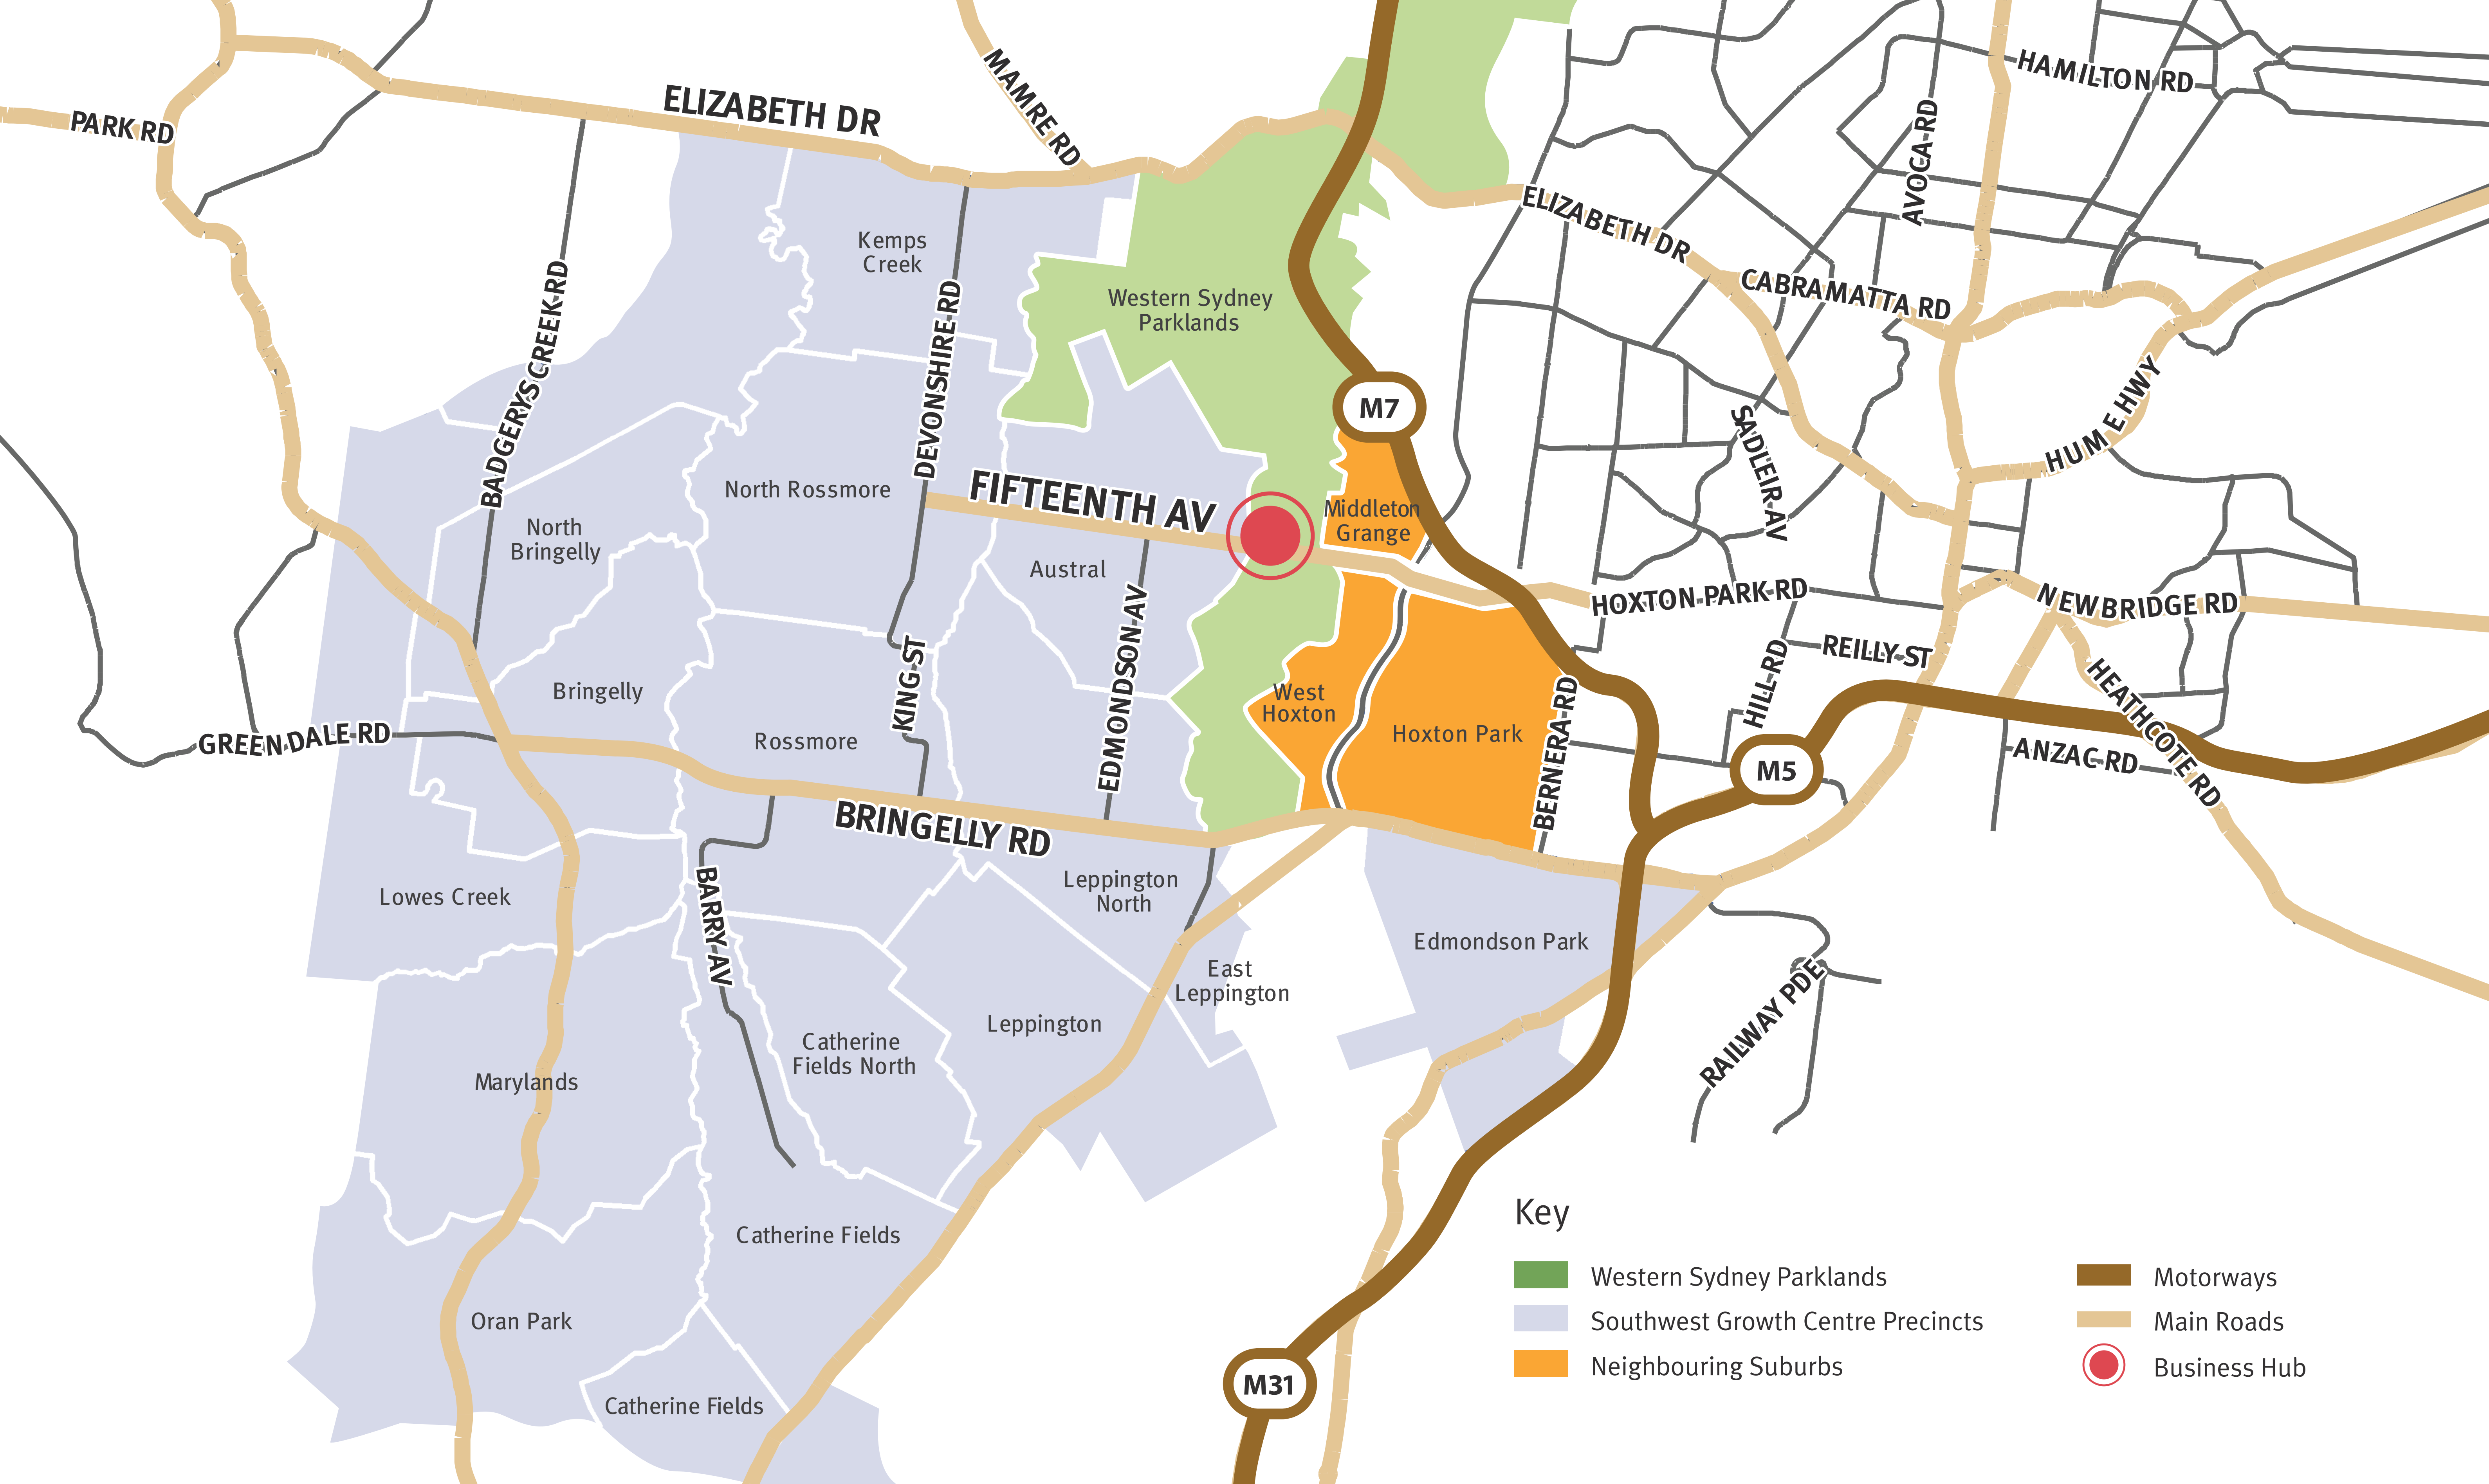 PARK RD
ELIZABETH DR
MAMRE RD
HAMILTON RD
AVOCA RD
ELIZABETH DR
CABRAMATTA RD
HUME HWY
Kemps
Creek
Western Sydney
Parklands
BADGERYS CREEK RD
DEVONSHIRE RD
M7
SADLEIR AV
North Rossmore
FIFTEENTH AV
Middleton
Grange
North
Bringelly
Austral
HOXTON PARK RD
NEWBRIDGE RD
EDMONDSON AV
KING ST
Bringelly
West
Hoxton
Hoxton Park
BERNERA RD
HILL RD
REILLY ST
HEATHCOTE RD
GREENDALE RD
Rossmore
M5
ANZAC RD
BRINGELLY RD
Lowes Creek
BARRY AV
Leppington
North
Edmondson Park
East
Leppington
Leppington
Catherine
Fields North
RAILWAY PDE
Marylands
Catherine Fields
Oran Park
Catherine Fields
M31
Key
Western Sydney Parklands
Southwest Growth Centre Precincts
Neighbouring Suburbs
Motorways
Main Roads
Business Hub